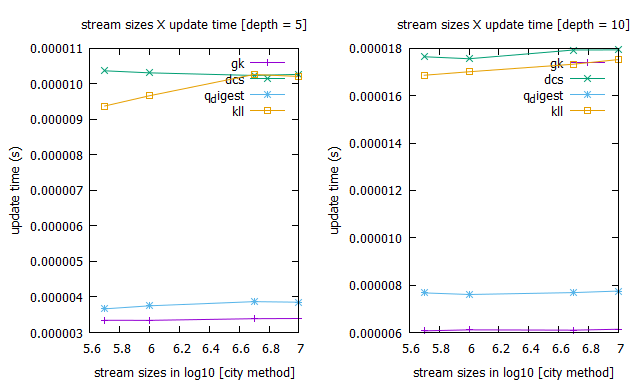 stream sizes X update time [depth = 5]
0.000011
0.000010
0.000009
0.000008
0.000007
0.000006
0.000005
0.000004
0.000003
update time (s)
gk
dcs
q_digest
kll
5.6 5.8 6 6.2 6.4 6.6 6.8 7
stream sizes in log10 [city method]
stream sizes X update time [depth = 10]
0.000018
0.000016
0.000014
0.000012
0.000010
0.000008
0.000006
update time (s)
gk
dcs
qdigest
kll
5.6 5.8 6 6.2 6.4 6.6 6.8 7
stream sizes in log10 [city method]